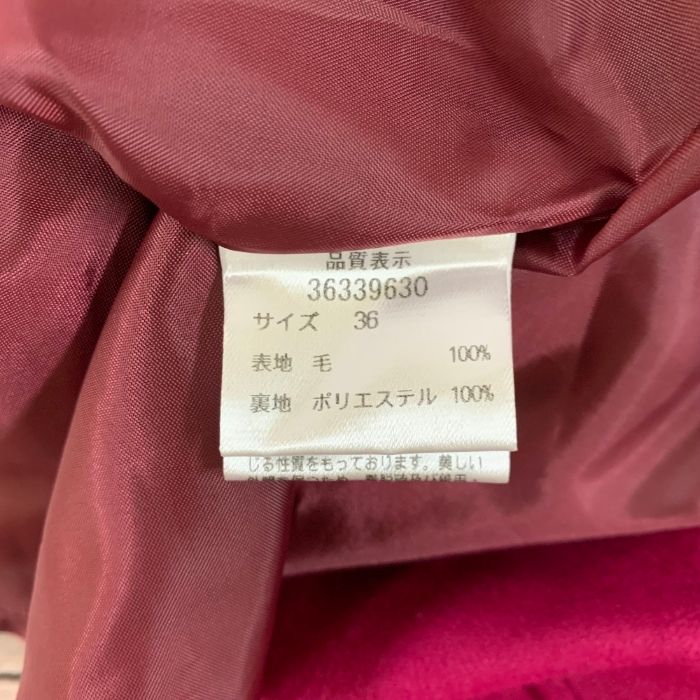 品質表示
36339630
サイズ 36
表地 毛 100%
裏地 ポリエステル 100%
じる性質をもっております。美しい